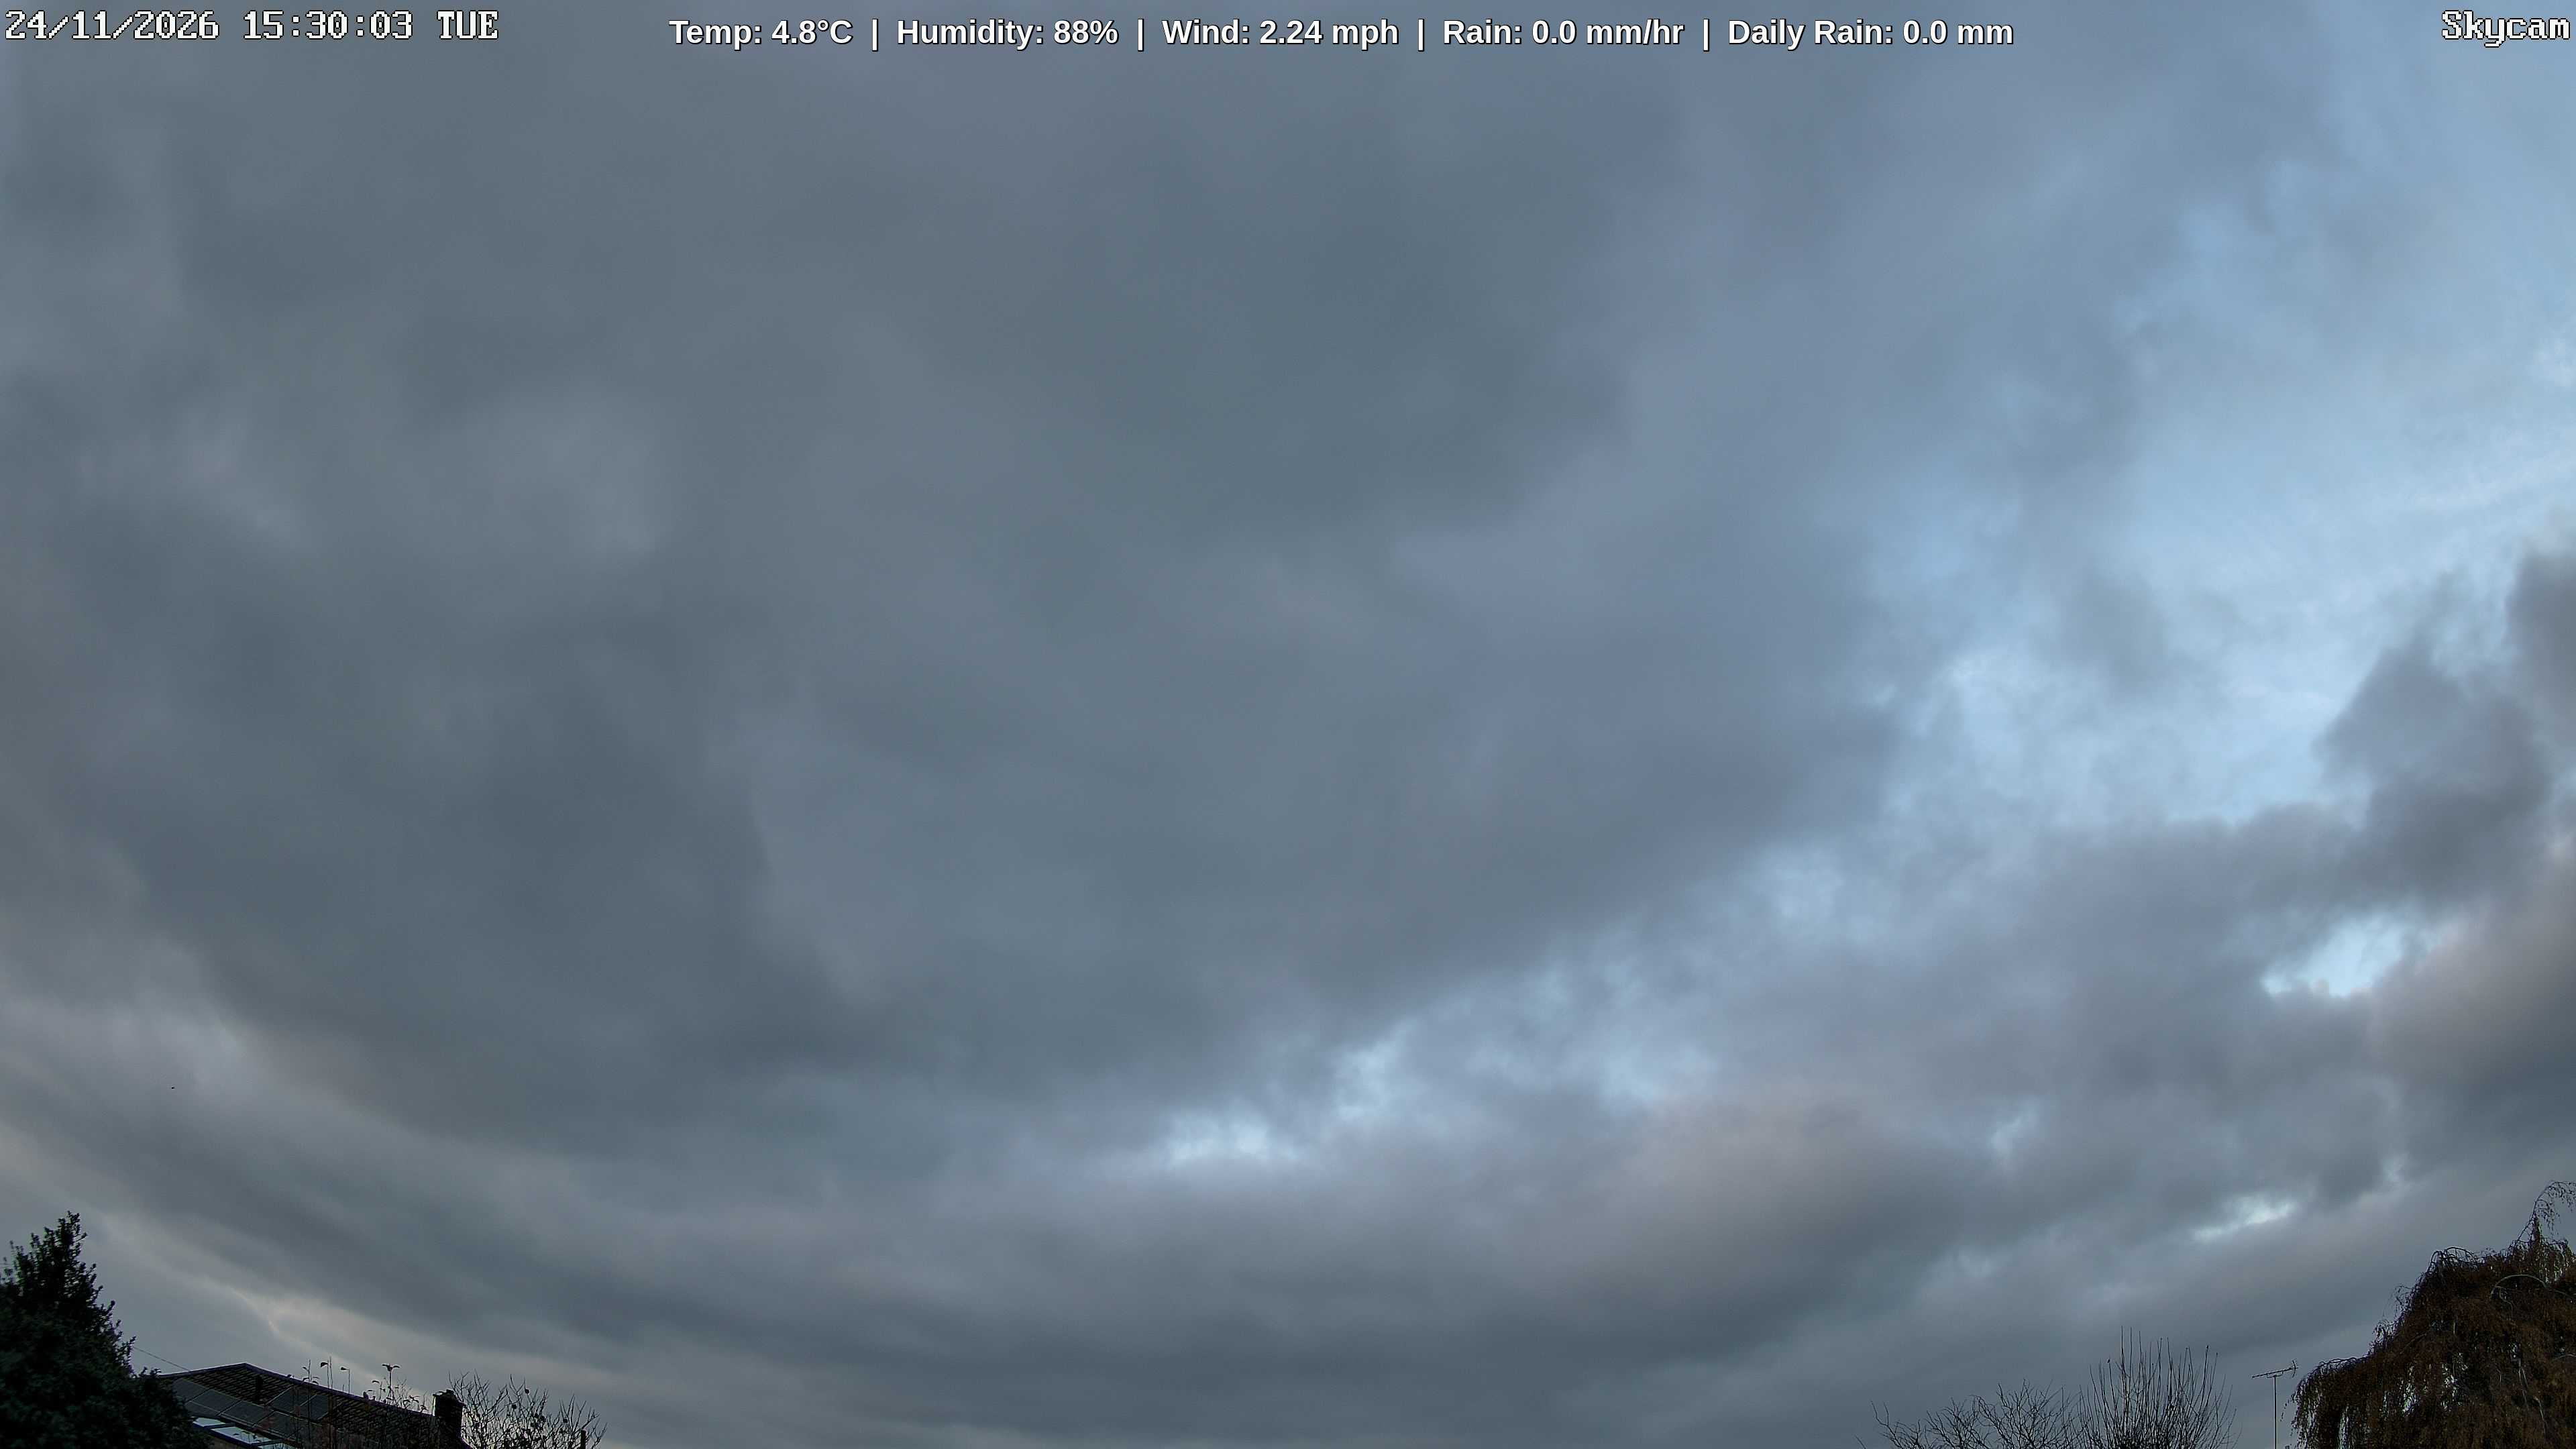 24/11/2026 15:30:03 TUE
Temp: 4.8°C | Humidity: 88% | Wind: 2.24 mph | Rain: 0.0 mm/hr | Daily Rain: 0.0 mm
Skycam